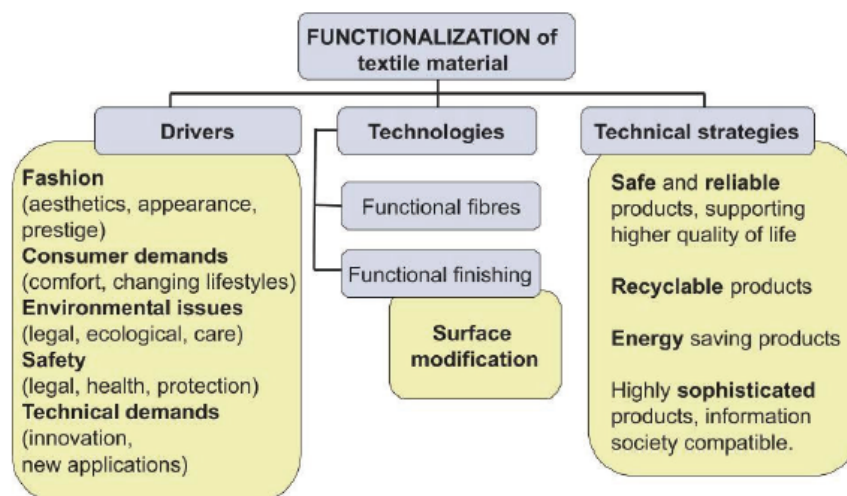 FUNCTIONALIZATION of
textile material
Drivers
Fashion
(aesthetics, appearance,
prestige)
Consumer demands
(comfort, changing lifestyles)
Environmental issues
(legal, ecological, care)
Safety
(legal, health, protection)
Technical demands
(innovation,
new applications)
Technologies
Functional fibres
Functional finishing
Surface
modification
Technical strategies
Safe and reliable
products, supporting
higher quality of life
Recyclable products
Energy saving products
Highly sophisticated
products, information
society compatible.